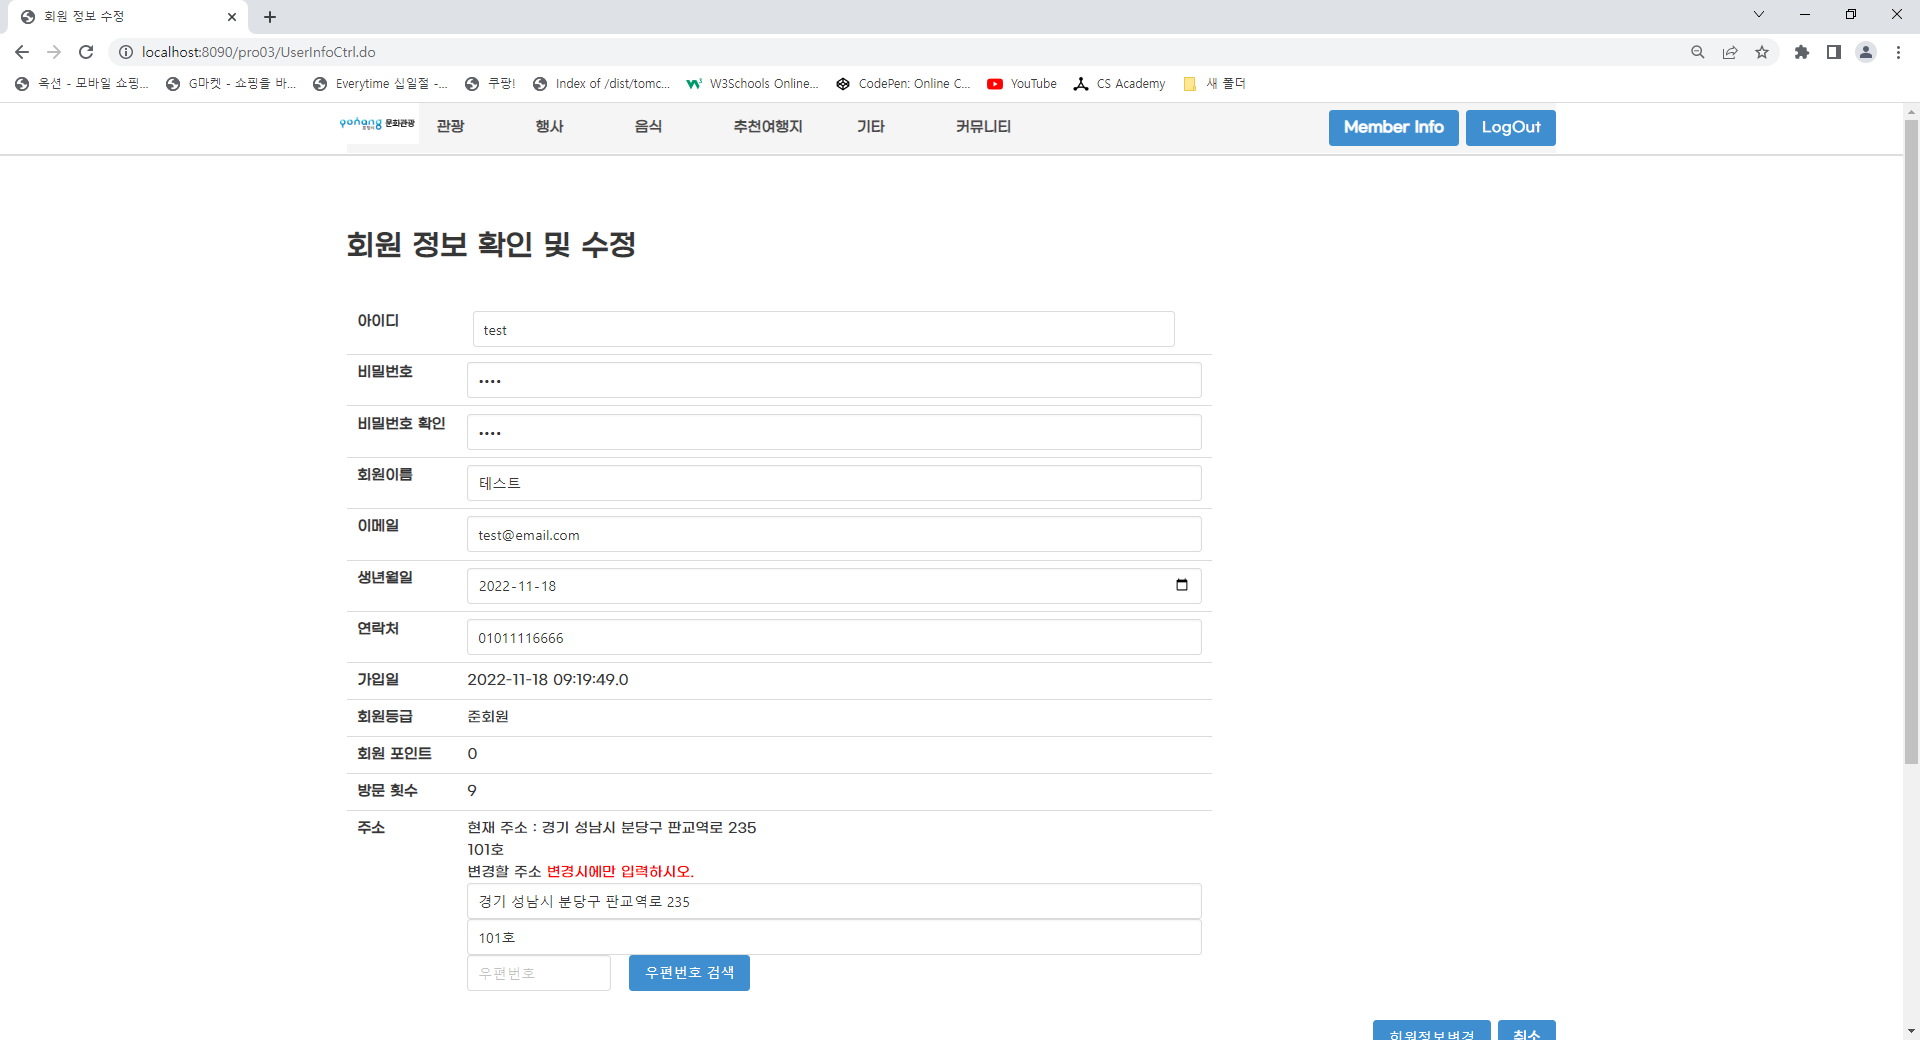 회원 정보 수정
localhost:8090/pro03/UserInfoCtrl.do
옥션 - 모바일 쇼핑... G마켓 - 쇼핑을 바... Everytime 십일절 -... 쿠팡! Index of /dist/tomc... W3Schools Online... CodePen: Online C... YouTube CS Academy 새 폴더
문화관광 관광 행사 음식 추천여행지 기타 커뮤니티 Member Info LogOut
회원 정보 확인 및 수정
아이디 test
비밀번호 ••••
비밀번호 확인 ••••
회원이름 테스트
이메일 test@email.com
생년월일 2022-11-18
연락처 01011116666
가입일 2022-11-18 09:19:49.0
회원등급 준회원
회원 포인트 0
방문 횟수 9
주소 현재 주소 : 경기 성남시 분당구 판교역로 235
101호
변경할 주소 변경시에만 입력하시오.
경기 성남시 분당구 판교역로 235
101호
우편번호 우편번호 검색
회원정보변경 취소